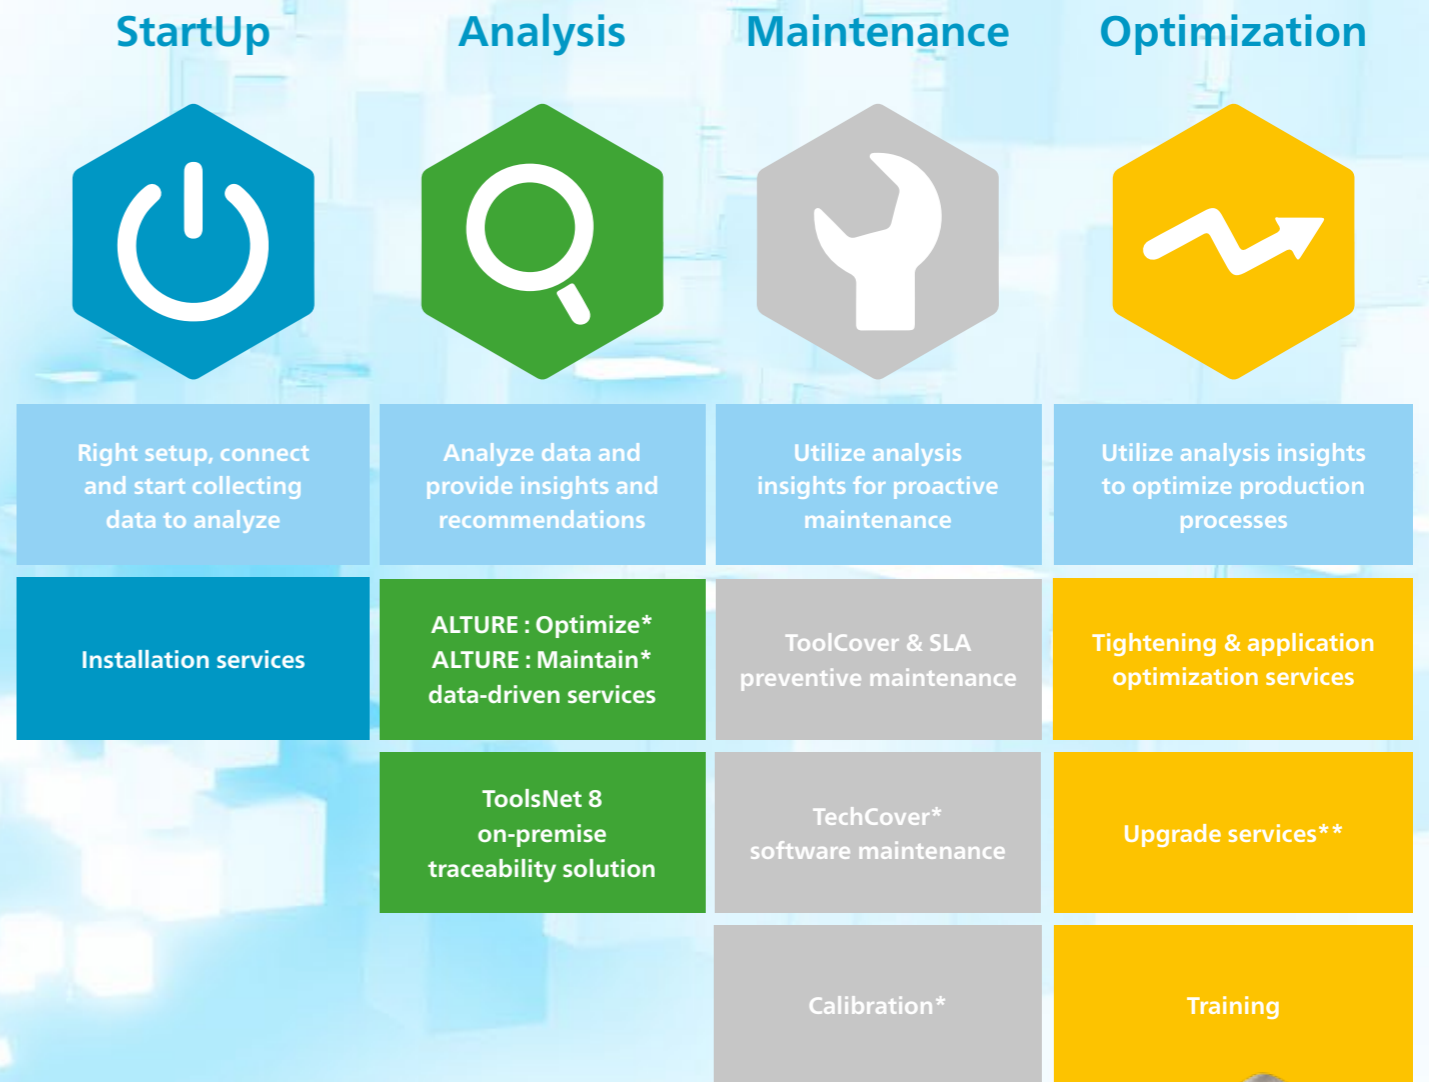 StartUp
Analysis
Maintenance
Optimization
Right setup, connect
and start collecting
data to analyze
Analyze data and
provide insights and
recommendations
Utilize analysis
insights for proactive
maintenance
Utilize analysis insights
to optimize production
processes
Installation services
ALTURE : Optimize*
ALTURE : Maintain*
data-driven services
ToolCover & SLA
preventive maintenance
Tightening & application
optimization services
ToolsNet 8
on-premise
traceability solution
TechCover*
software maintenance
Upgrade services**
Calibration*
Training